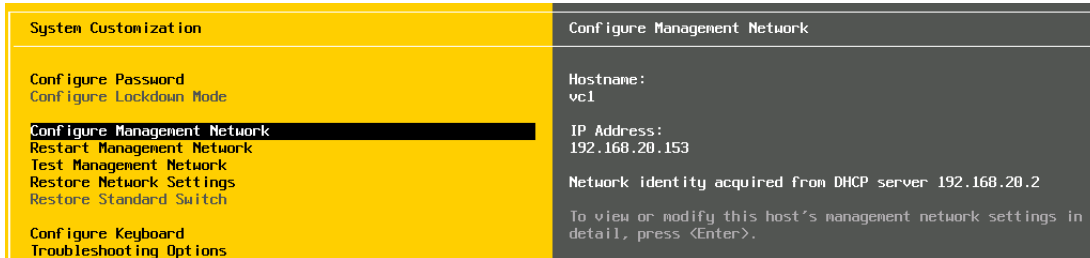 System Customization
Configure Password
Configure Lockdown Mode
Configure Management Network
Restart Management Network
Test Management Network
Restore Network Settings
Restore Standard Switch
Configure Keyboard
Troubleshooting Options
Configure Management Network
Hostname:
vc1
IP Address:
192.168.20.153
Network identity acquired from DHCP server 192.168.20.2
To view or modify this host's management network settings in
detail, press <Enter>.